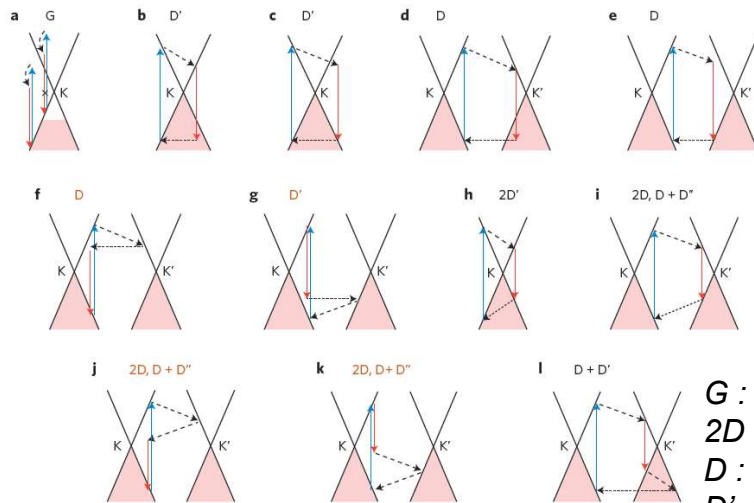 a G b D' c D' d D e D
K K K K K' K K'
f D g D' h 2D' i 2D, D + D"
K K' K K' K K K'
j 2D, D + D" k 2D, D+ D" l D + D'
K K' K K' K K'
G :
2D
D :